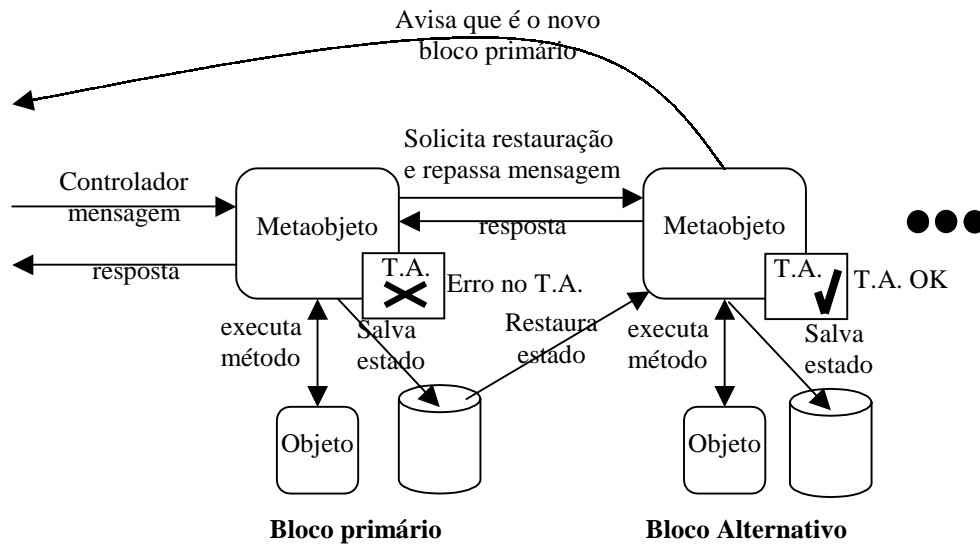 Avisa que é o novo
bloco primário
Solicita restauração
e repassa mensagem
Controlador
mensagem
Metaobjeto
resposta
Metaobjeto
resposta
T.A.
Erro no T.A.
T.A.
T.A. OK
executa
método
Salva
estado
Restaura
estado
executa
método
Salva
estado
Objeto
Objeto
Bloco primário
Bloco Alternativo